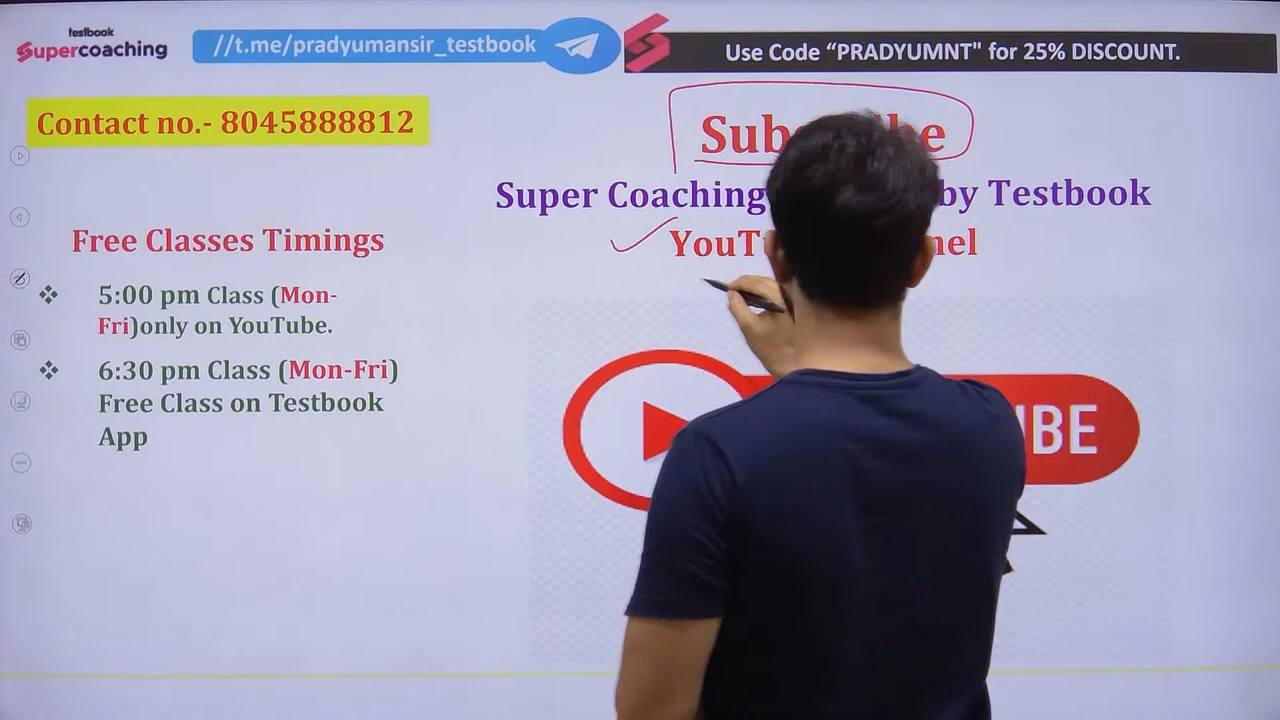 testbook
Supercoaching
//t.me/pradyumansir_testbook
Use Code “PRADYUMNT" for 25% DISCOUNT.
Contact no.- 8045888812
Super Coaching by Testbook
Free Classes Timings
5:00 pm Class (Mon-
Fri)only on YouTube.
6:30 pm Class (Mon-Fri)
Free Class on Testbook
App